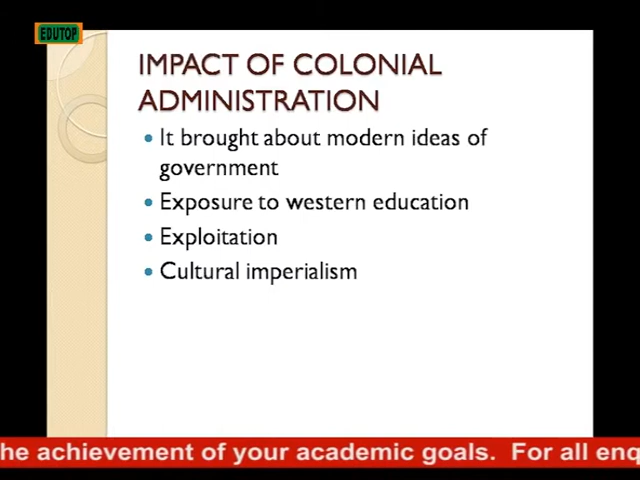 EDUTOP
IMPACT OF COLONIAL
ADMINISTRATION
• It brought about modern ideas of
government
• Exposure to western education
• Exploitation
• Cultural imperialism
he achievement of your academic goals. For all enq